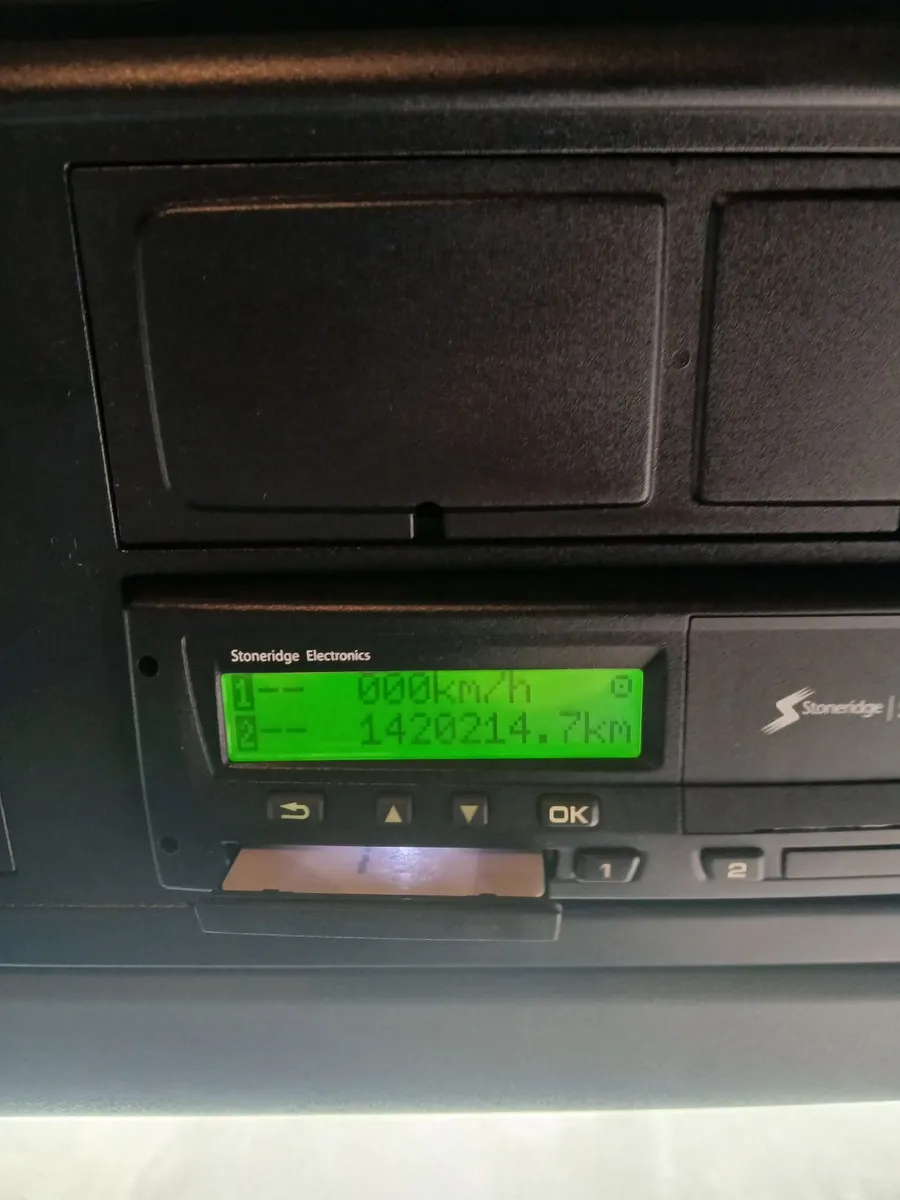 Stoneridge Electronics
1-- 000km/h
2-- 1420214.7km
Stoneridge
OK
1
2